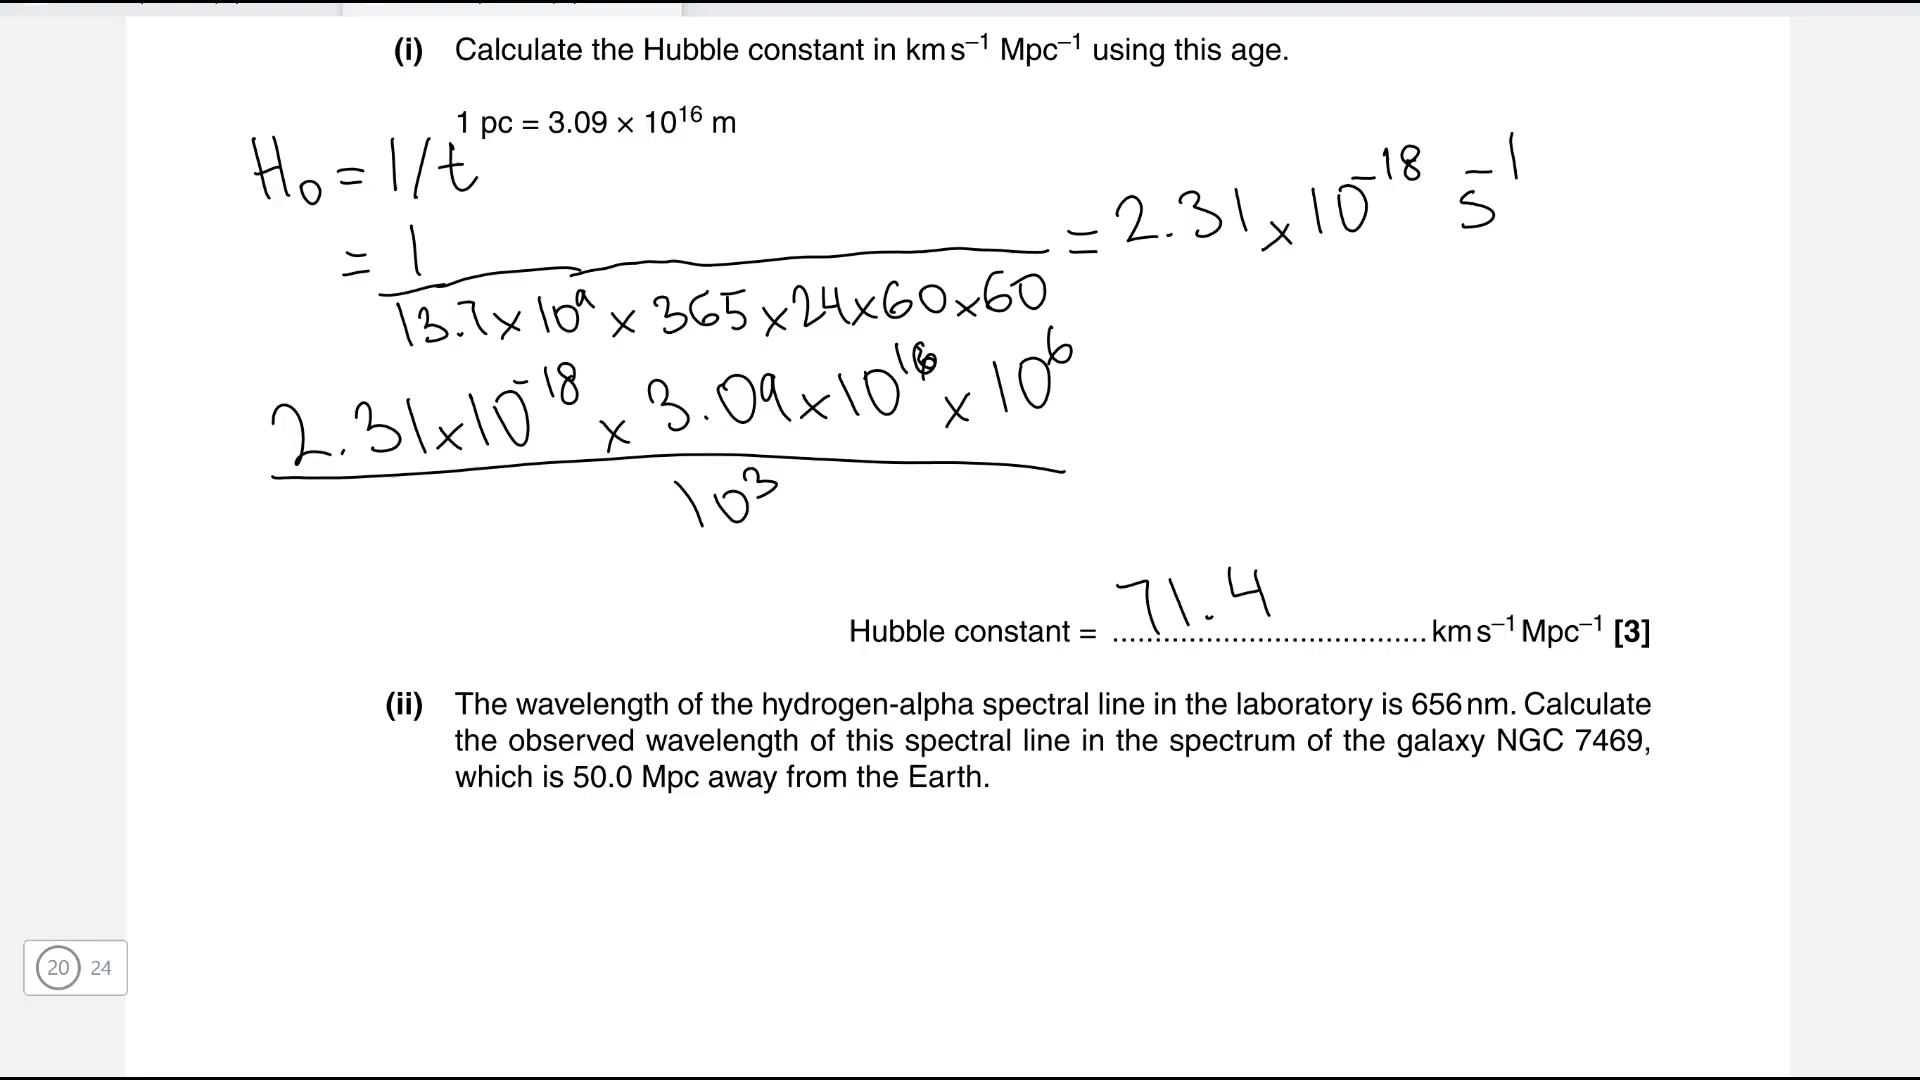 (i) Calculate the Hubble constant in km s⁻¹ Mpc⁻¹ using this age.
1 pc = 3.09 × 10¹⁶ m
H₀ = 1/t
= 1 / 13.7 × 10⁹ × 365 × 24 × 60 × 60 = 2.31 × 10⁻¹⁸ s⁻¹
2.31 × 10⁻¹⁸ × 3.09 × 10¹⁶ × 10⁶
10³
Hubble constant = 71.4 km s⁻¹ Mpc⁻¹ [3]
(ii) The wavelength of the hydrogen-alpha spectral line in the laboratory is 656 nm. Calculate
the observed wavelength of this spectral line in the spectrum of the galaxy NGC 7469,
which is 50.0 Mpc away from the Earth.
20 24